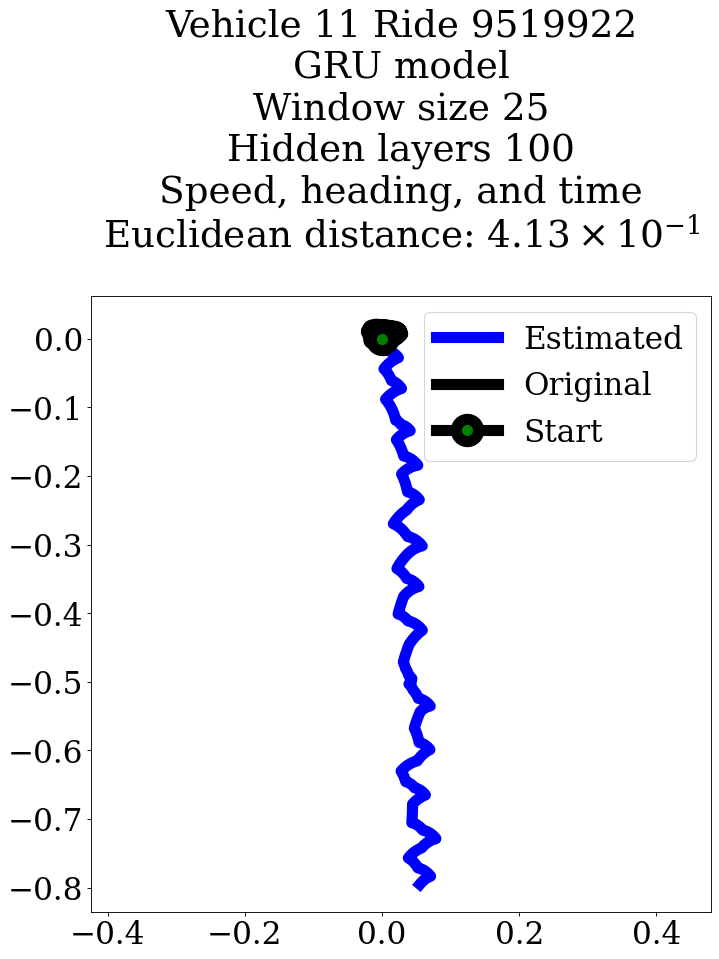 Vehicle 11 Ride 9519922
GRU model
Window size 25
Hidden layers 100
Speed, heading, and time
Euclidean distance: 4.13 × 10⁻¹
Estimated
Original
Start
0.0
−0.1
−0.2
−0.3
−0.4
−0.5
−0.6
−0.7
−0.8
−0.4
−0.2
0.0
0.2
0.4